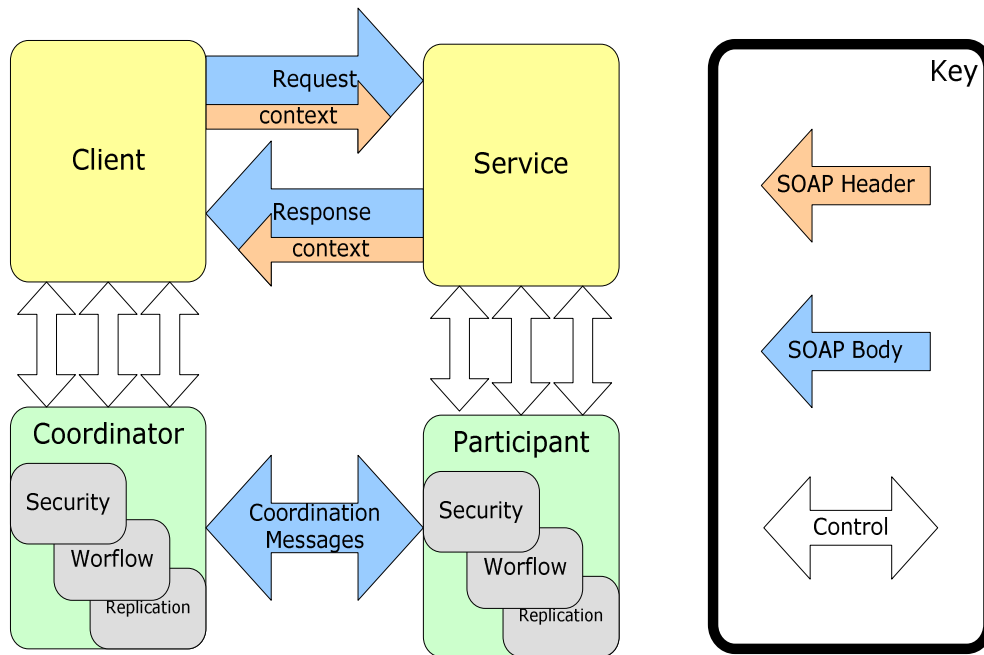 Key
Request
context
Client
Service
SOAP Header
Response
context
SOAP Body
Coordinator
Participant
Security
Worflow
Replication
Coordination
Messages
Security
Worflow
Replication
Control